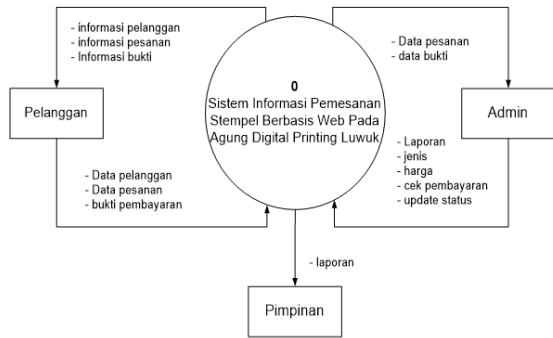 - informasi pelanggan
- informasi pesanan
- Informasi bukti
Pelanggan
- Data pelanggan
- Data pesanan
- bukti pembayaran
0
Sistem Informasi Pemesanan
Stempel Berbasis Web Pada
Agung Digital Printing Luwuk
- Data pesanan
- data bukti
Admin
- Laporan
- jenis
- harga
- cek pembayaran
- update status
- laporan
Pimpinan